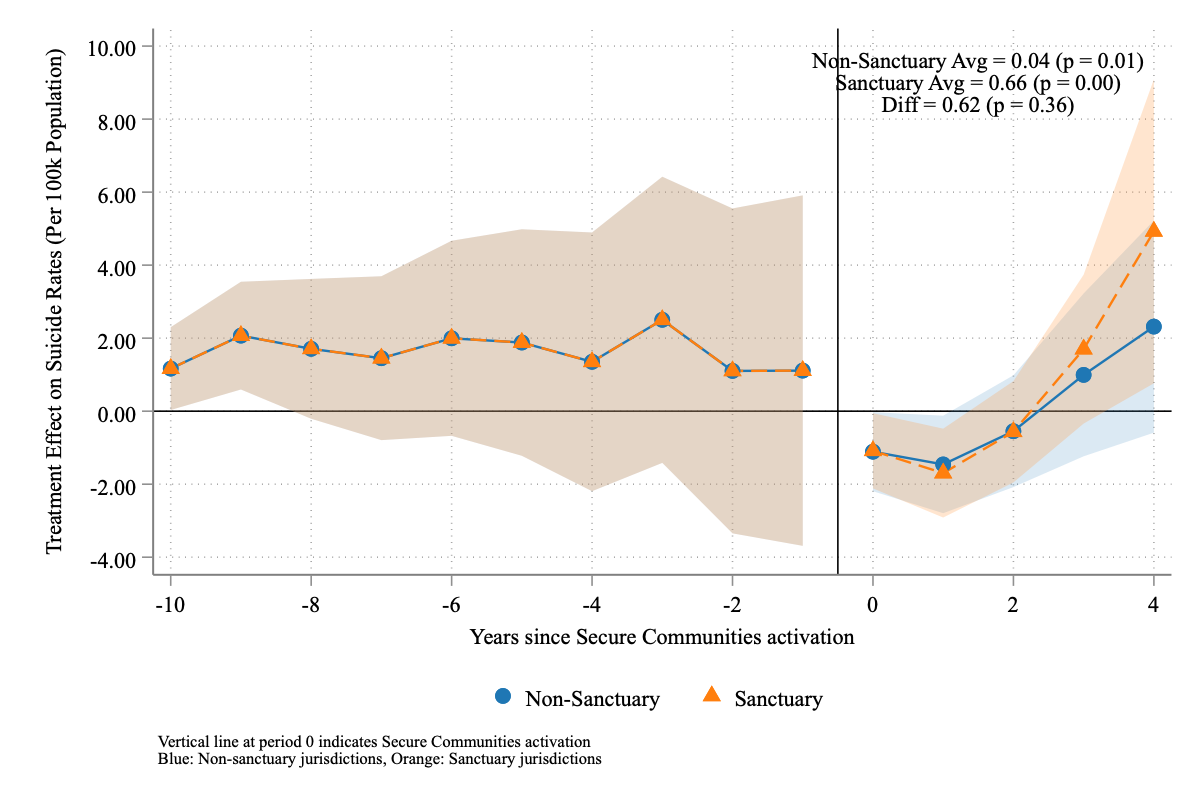 Treatment Effect on Suicide Rates (Per 100k Population)
10.00
8.00
6.00
4.00
2.00
0.00
-2.00
-4.00
Non-Sanctuary Avg = 0.04 (p = 0.01)
Sanctuary Avg = 0.66 (p = 0.00)
Diff = 0.62 (p = 0.36)
-10
-8
-6
-4
-2
0
2
4
Years since Secure Communities activation
Non-Sanctuary
Sanctuary
Vertical line at period 0 indicates Secure Communities activation
Blue: Non-sanctuary jurisdictions, Orange: Sanctuary jurisdictions